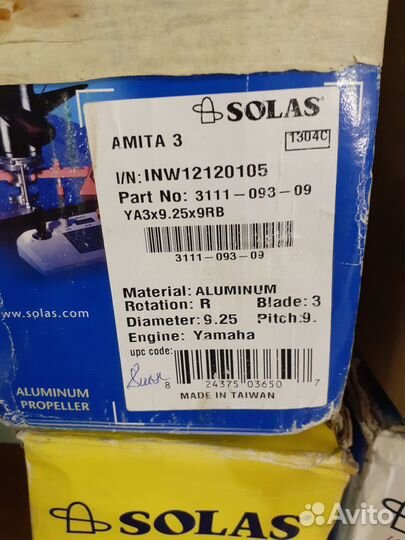 SOLAS
AMITA 3
1304C
I/N: INW12120105
Part No: 3111-093-09
YA3x9.25x9RB
3111-093-09
Material: ALUMINUM
Rotation: R Blade: 3
Diameter: 9.25 Pitch: 9.
Engine: Yamaha
upc code:
8 24375 03650 7
MADE IN TAIWAN
www.solas.com
ALUMINUM
PROPELLER
SOLAS
Avito